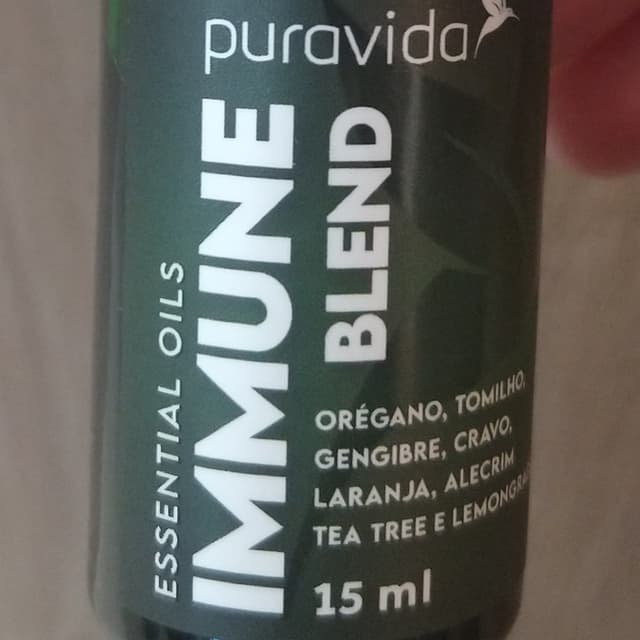 puravida
ESSENTIAL OILS
IMMUNE
BLEND
ORÉGANO, TOMILHO,
GENGIBRE, CRAVO,
LARANJA, ALECRIM
TEA TREE E
15 ml